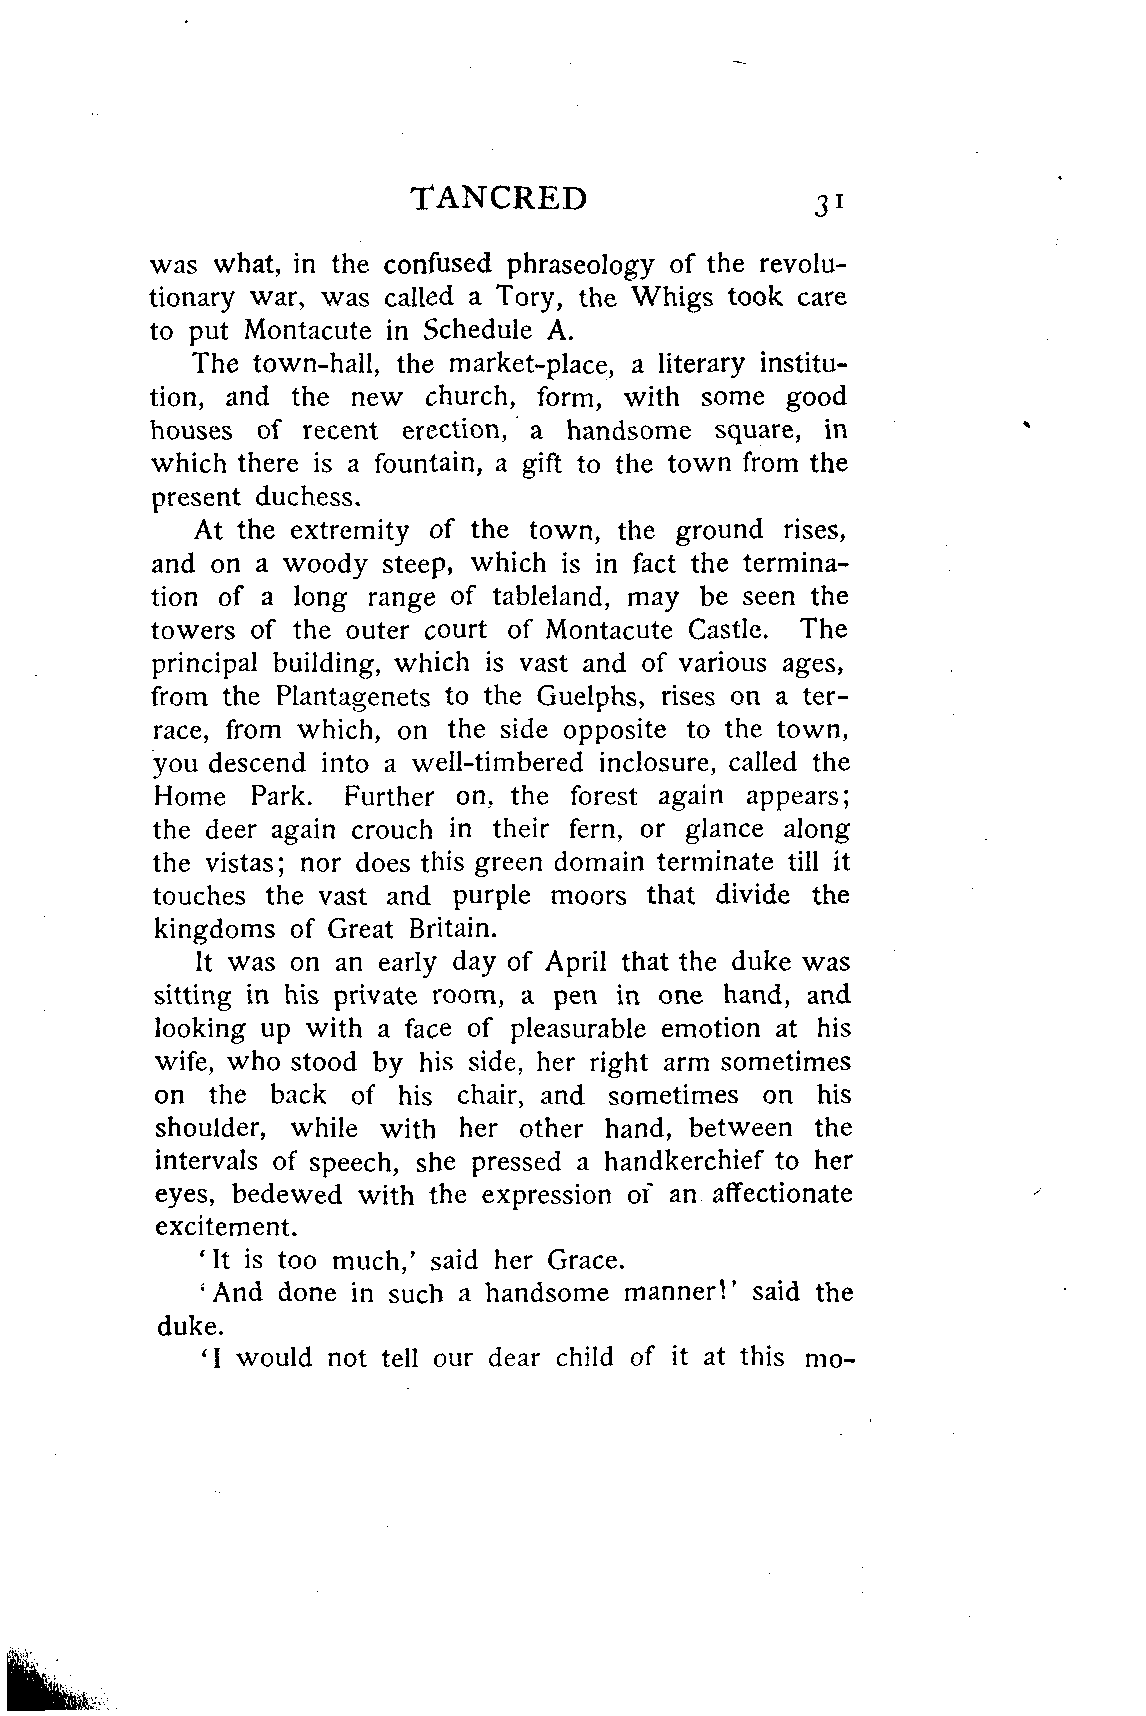 TANCRED 31
was what, in the confused phraseology of the revolu-
tionary war, was called a Tory, the Whigs took care
to put Montacute in Schedule A.
The town-hall, the market-place, a literary institu-
tion, and the new church, form, with some good
houses of recent erection, a handsome square, in
which there is a fountain, a gift to the town from the
present duchess.
At the extremity of the town, the ground rises,
and on a woody steep, which is in fact the termina-
tion of a long range of tableland, may be seen the
towers of the outer court of Montacute Castle. The
principal building, which is vast and of various ages,
from the Plantagenets to the Guelphs, rises on a ter-
race, from which, on the side opposite to the town,
you descend into a well-timbered inclosure, called the
Home Park. Further on, the forest again appears;
the deer again crouch in their fern, or glance along
the vistas; nor does this green domain terminate till it
touches the vast and purple moors that divide the
kingdoms of Great Britain.
It was on an early day of April that the duke was
sitting in his private room, a pen in one hand, and
looking up with a face of pleasurable emotion at his
wife, who stood by his side, her right arm sometimes
on the back of his chair, and sometimes on his
shoulder, while with her other hand, between the
intervals of speech, she pressed a handkerchief to her
eyes, bedewed with the expression of an affectionate
excitement.
‘It is too much,’ said her Grace.
‘And done in such a handsome manner!’ said the
duke.
‘I would not tell our dear child of it at this mo-